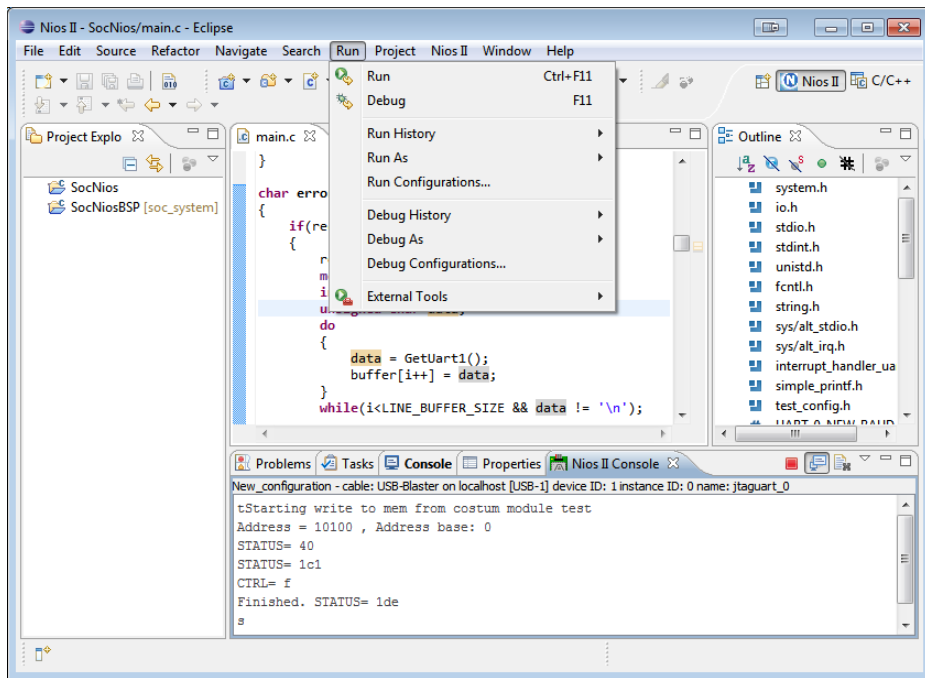 Nios II - SocNios/main.c - Eclipse
File Edit Source Refactor Navigate Search Run Project Nios II Window Help
Nios II C/C++
Run Ctrl+F11
Debug F11
Run History
Run As
Run Configurations...
Debug History
Debug As
Debug Configurations...
External Tools
Project Explo
SocNios
SocNiosBSP [soc_system]
main.c
}
char erro
{
if(re
{
r
m
i
do
{
data = GetUart1();
buffer[i++] = data;
}
while(i<LINE_BUFFER_SIZE && data != '\n');
Outline
system.h
io.h
stdio.h
stdint.h
unistd.h
fcntl.h
string.h
sys/alt_stdio.h
sys/alt_irq.h
interrupt_handler_ua
simple_printf.h
test_config.h
UART_0_NEW_BAUD
Problems Tasks Console Properties Nios II Console
New_configuration - cable: USB-Blaster on localhost [USB-1] device ID: 1 instance ID: 0 name: jtaguart_0
tStarting write to mem from costum module test
Address = 10100 , Address base: 0
STATUS= 40
STATUS= 1c1
CTRL= f
Finished. STATUS= 1de
s